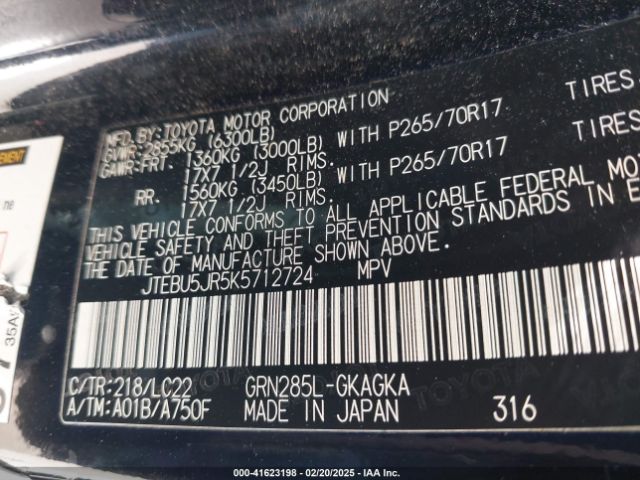 MFG.BY:TOYOTA MOTOR CORPORATION
GVWR:2855KG (6300LB)
GAWR:FRT. 1360KG (3000LB) WITH P265/70R17 TIRES
17X7 1/2J RIMS.
RR. 1560KG (3450LB) WITH P265/70R17 TIRES
17X7 1/2J RIMS.
THIS VEHICLE CONFORMS TO ALL APPLICABLE FEDERAL MO
VEHICLE SAFETY AND THEFT PREVENTION STANDARDS IN E
THE DATE OF MANUFACTURE SHOWN ABOVE.
JTEBU5JR5K5712724 MPV
C/TR:218/LC22 GRN285L-GKAGKA
A/TM:A01B/A750F MADE IN JAPAN 316
ne
35A
000-41623198 - 02/20/2025 - IAA Inc.